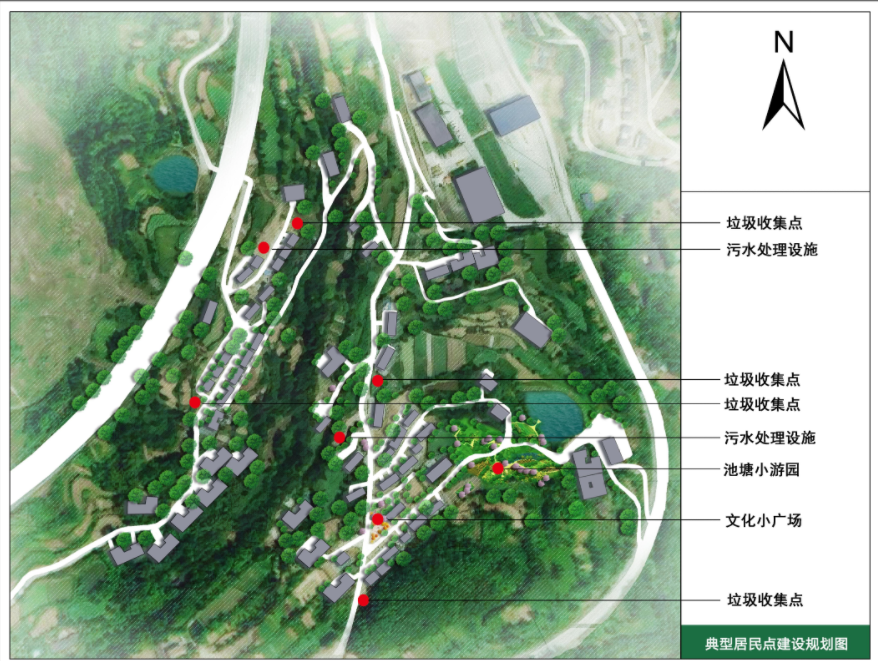 N
垃圾收集点
污水处理设施
垃圾收集点
垃圾收集点
污水处理设施
池塘小游园
文化小广场
垃圾收集点
典型居民点建设规划图